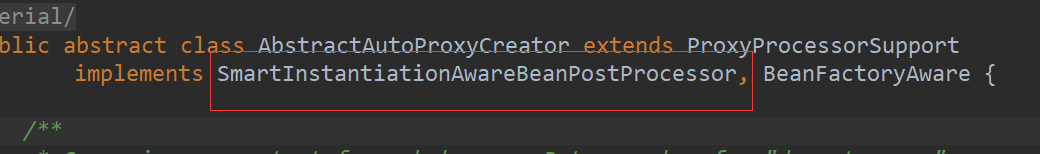 erial/
blic abstract class AbstractAutoProxyCreator extends ProxyProcessorSupport
implements SmartInstantiationAwareBeanPostProcessor, BeanFactoryAware {
/**